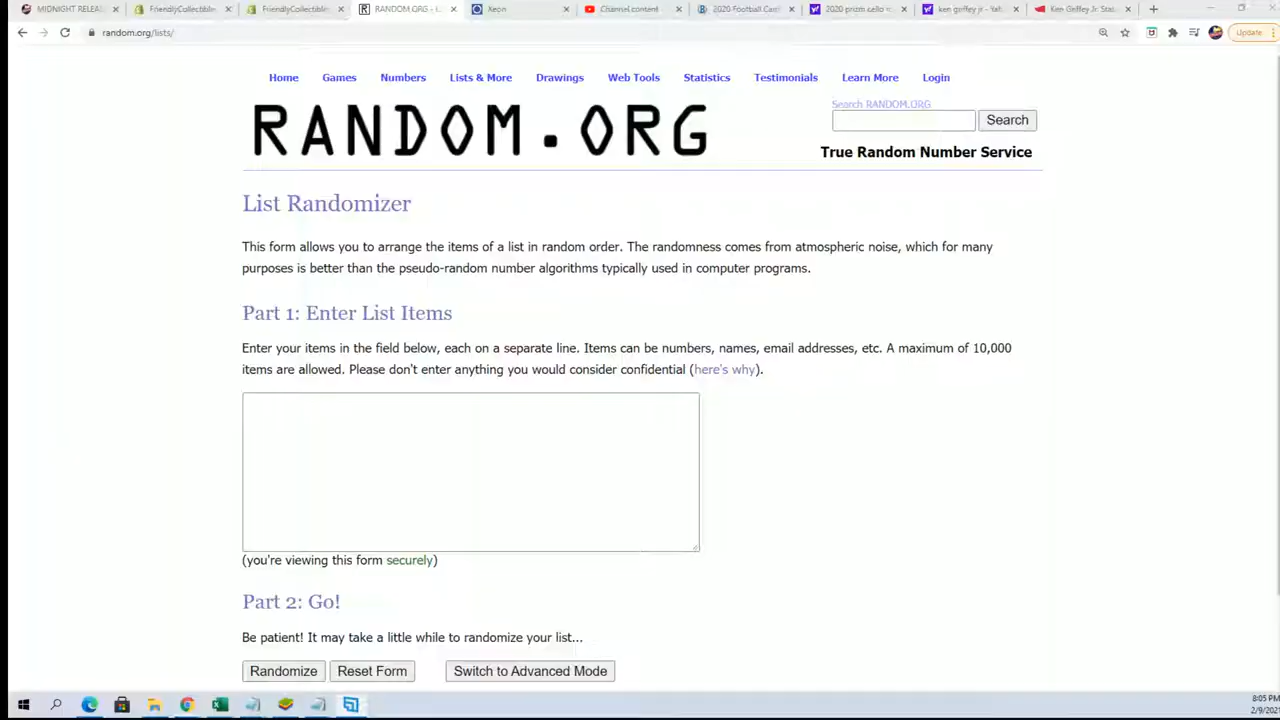 MIDNIGHT RELEA
FriendlyCollectible
FriendlyCollectible
RANDOM.ORG - L
Xeon
Channel content
2020 Football Card
2020 prizm cello
ken griffey jr - Ya
Ken Griffey Jr. Sta
random.org/lists/
Update
Home Games Numbers Lists & More Drawings Web Tools Statistics Testimonials Learn More Login
Search RANDOM.ORG
RANDOM.ORG
Search
True Random Number Service
List Randomizer
This form allows you to arrange the items of a list in random order. The randomness comes from atmospheric noise, which for many
purposes is better than the pseudo-random number algorithms typically used in computer programs.
Part 1: Enter List Items
Enter your items in the field below, each on a separate line. Items can be numbers, names, email addresses, etc. A maximum of 10,000
items are allowed. Please don't enter anything you would consider confidential (here's why).
(you're viewing this form securely)
Part 2: Go!
Be patient! It may take a little while to randomize your list...
Randomize Reset Form Switch to Advanced Mode
8:05 PM
2/9/202